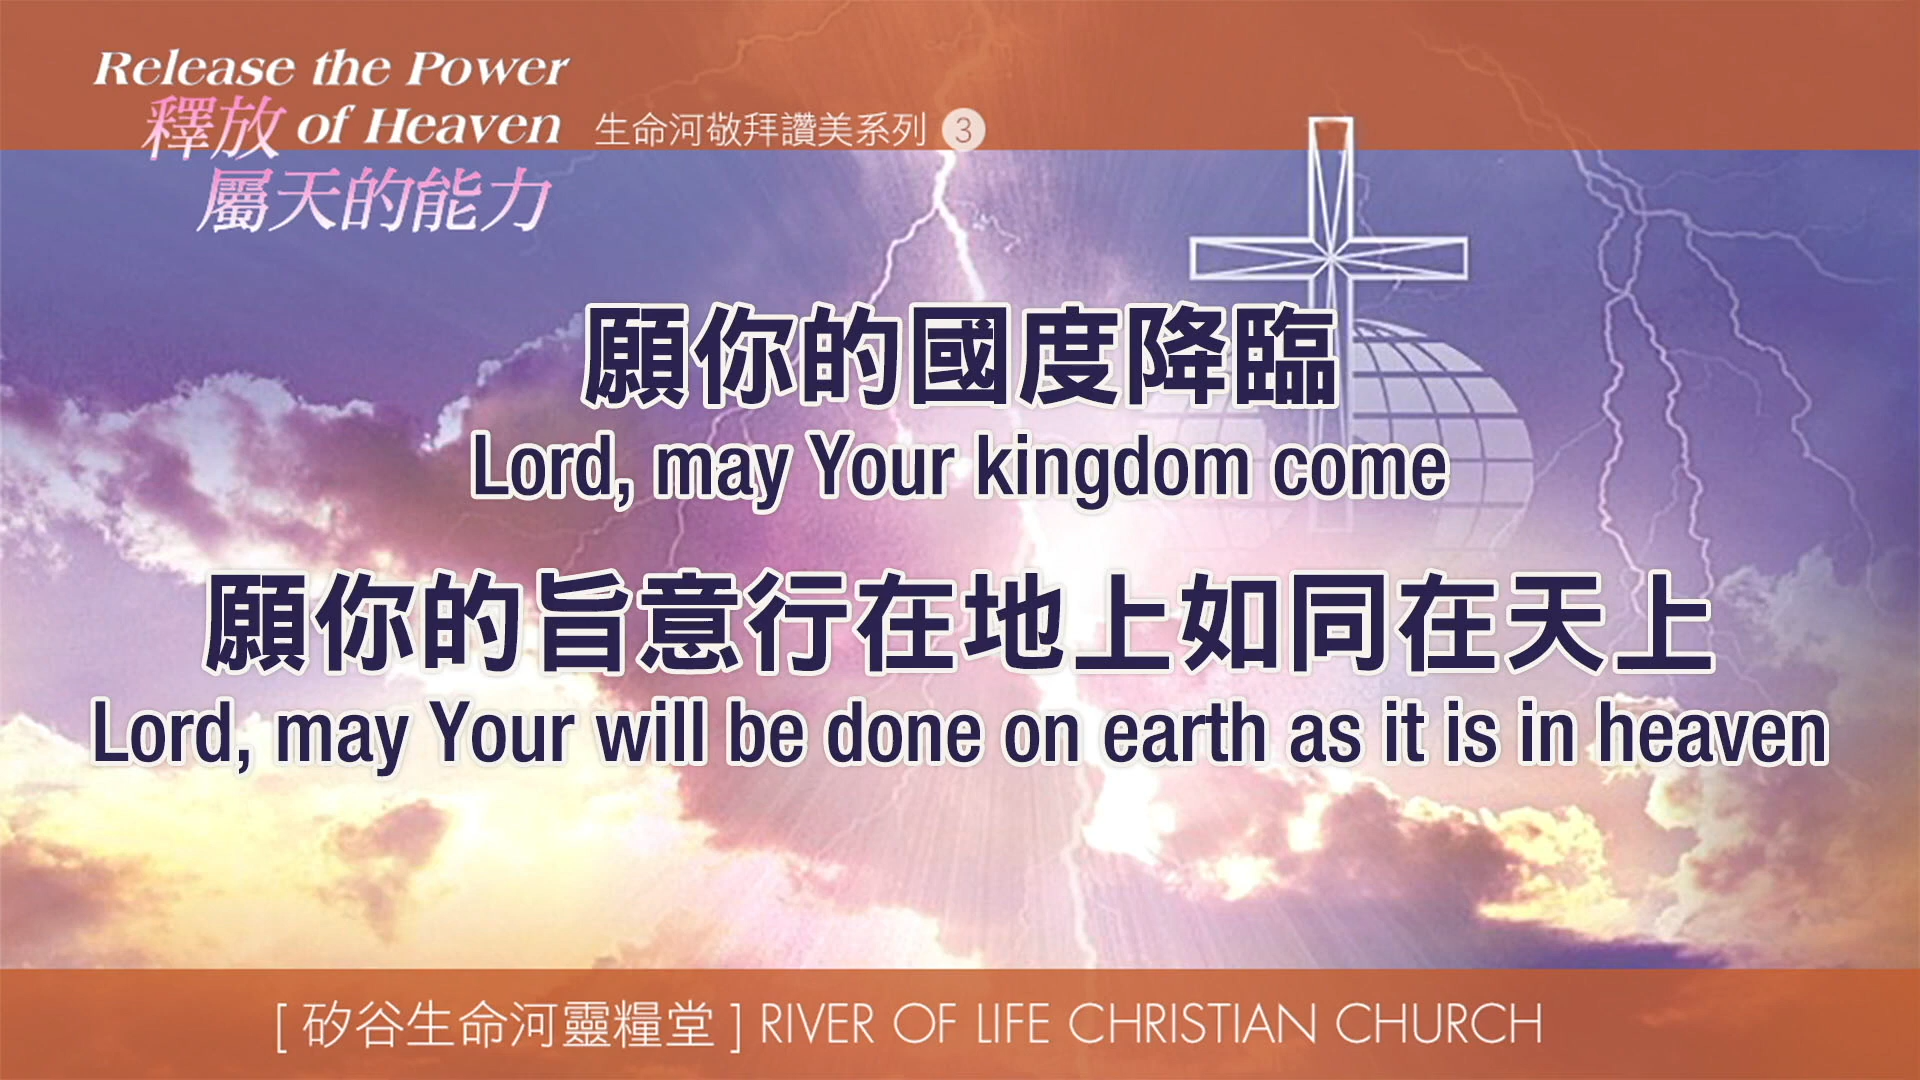 Release the Power
釋放 of Heaven 生命河敬拜讚美系列 3
屬天的能力
願你的國度降臨
Lord, may Your kingdom come
願你的旨意行在地上如同在天上
Lord, may Your will be done on earth as it is in heaven
[ 矽谷生命河靈糧堂 ] RIVER OF LIFE CHRISTIAN CHURCH